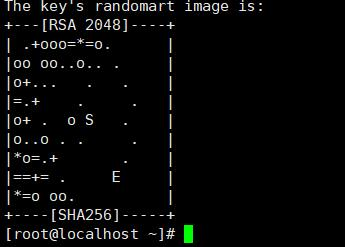 The key's randomart image is:
+---[RSA 2048]----+
| .+ooo=*=o.      |
|oo oo..o.. .     |
|o+...   .   .    |
|=.+    .     .   |
|o+ .  o S   .    |
|o..o . .     .   |
|*o=.+       .    |
|==+= .     E     |
|*=o oo.          |
+----[SHA256]-----+
[root@localhost ~]#